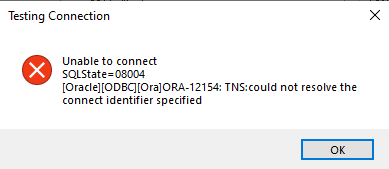 Testing Connection
Unable to connect
SQLState=08004
[Oracle][ODBC][Ora]ORA-12154: TNS:could not resolve the
connect identifier specified
OK